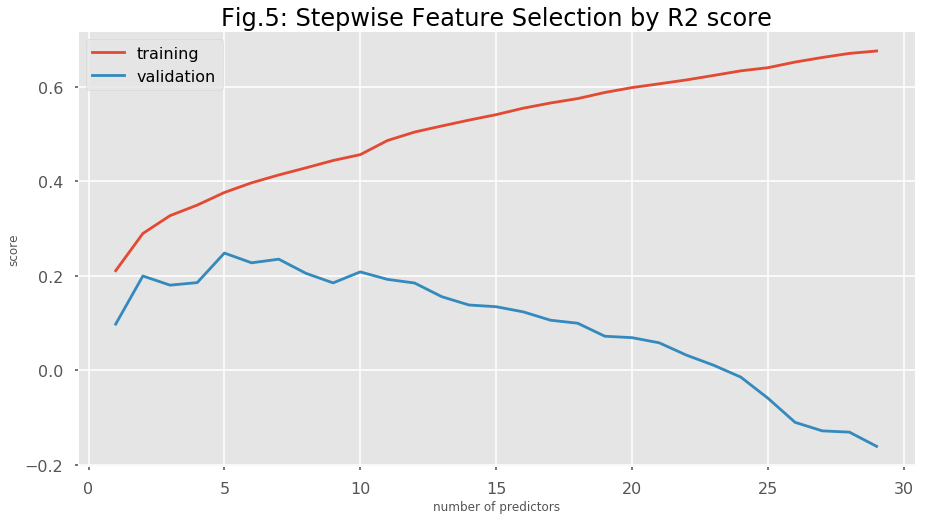 Fig.5: Stepwise Feature Selection by R2 score
training
validation
score
0.6
0.4
0.2
0.0
−0.2
0 5 10 15 20 25 30
number of predictors